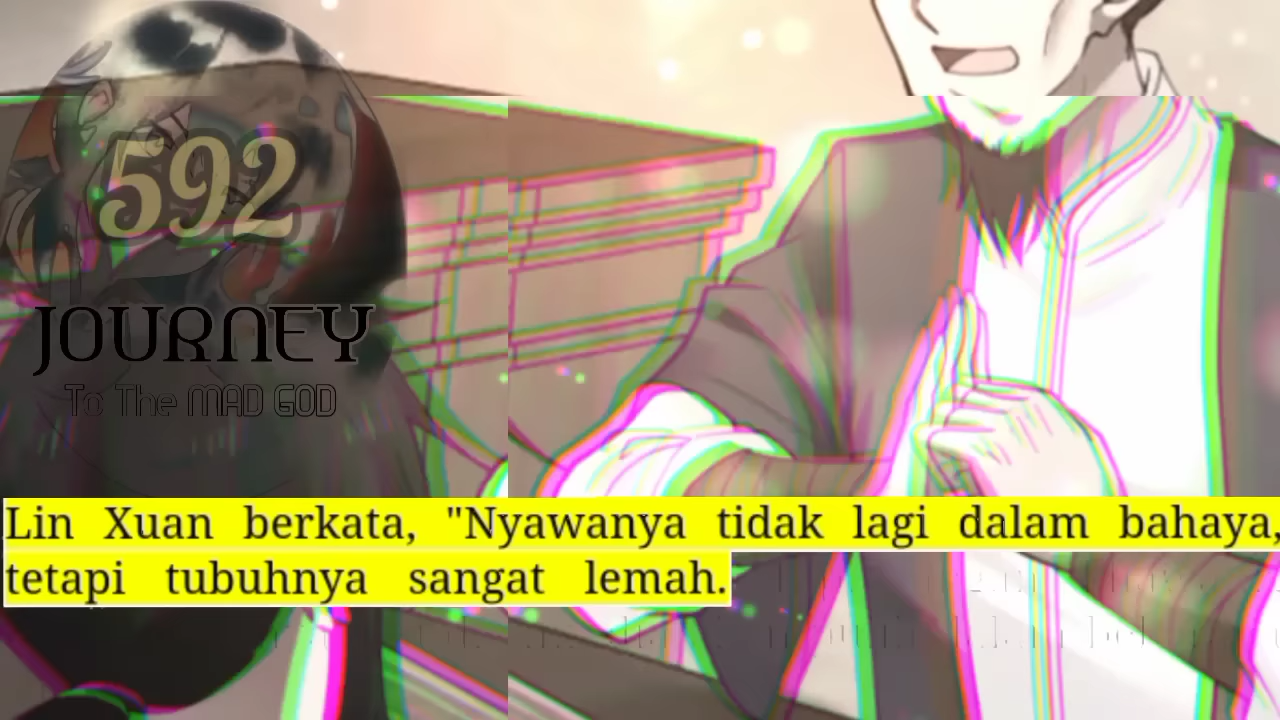 592
JOURNEY
To The MAD GOD
Lin Xuan berkata, "Nyawanya tidak lagi dalam bahaya,
tetapi tubuhnya sangat lemah.